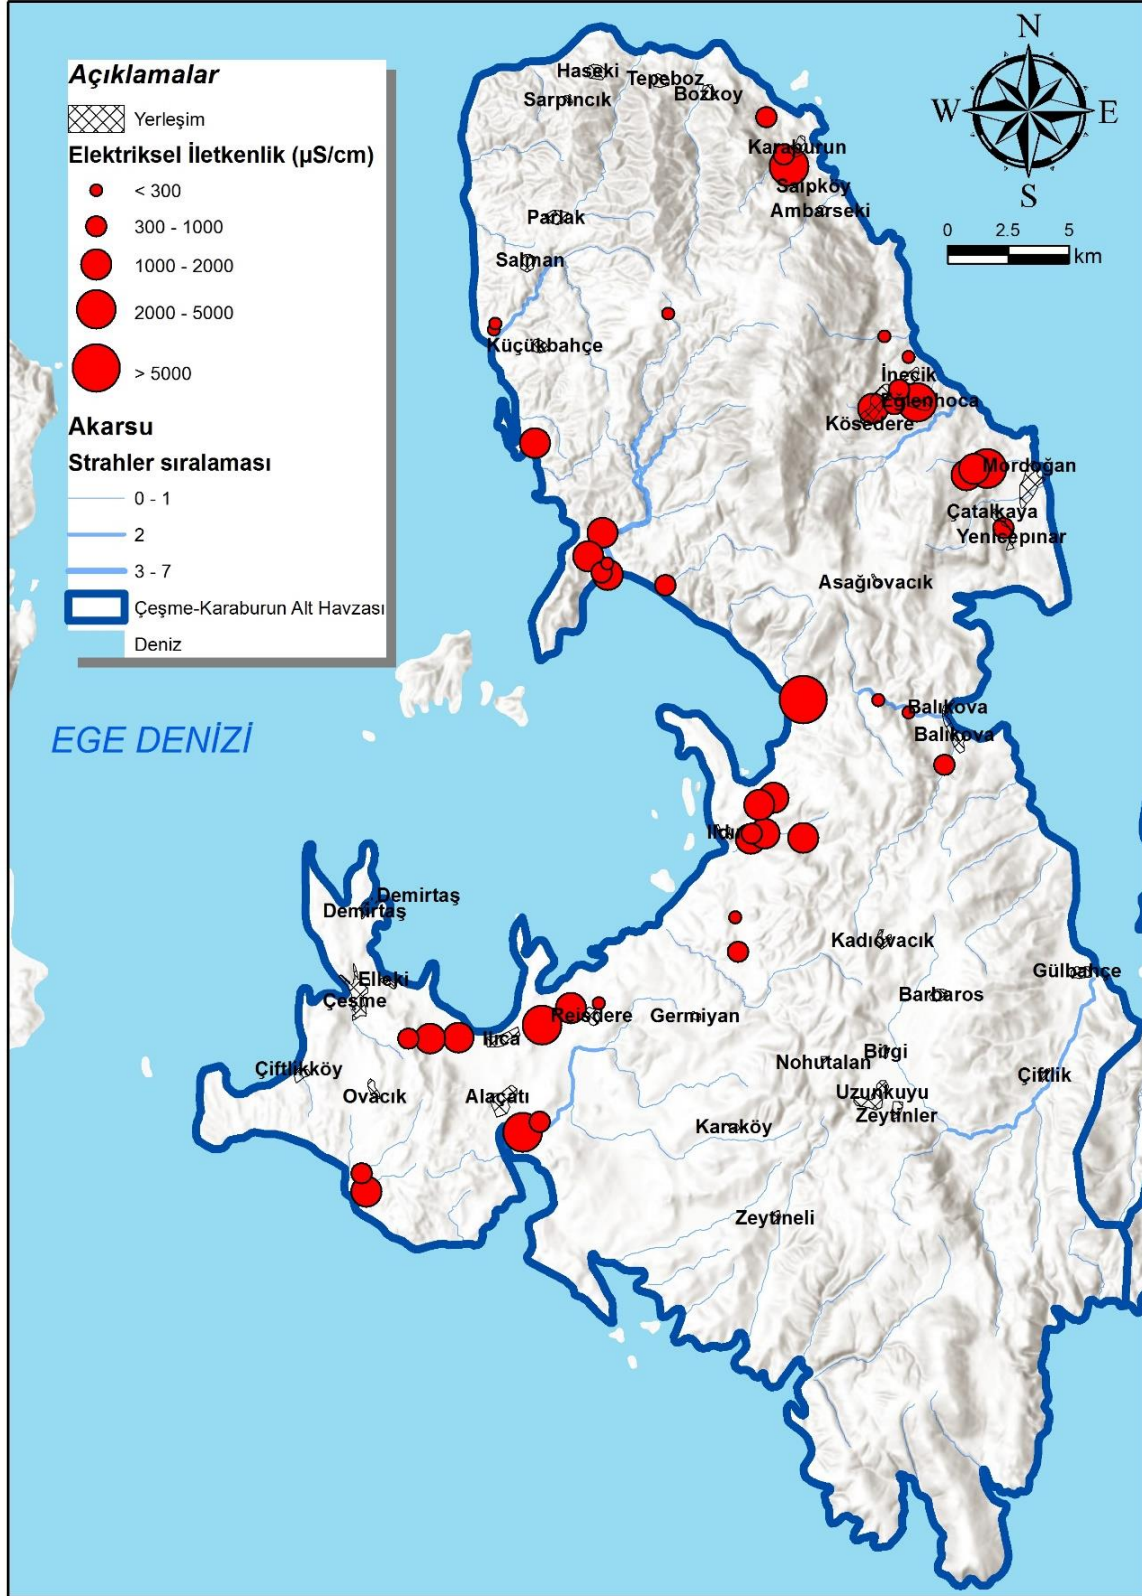 Açıklamalar
Yerleşim
Elektriksel İletkenlik (µS/cm)
< 300
300 - 1000
1000 - 2000
2000 - 5000
> 5000
Akarsu
Strahler sıralaması
0 - 1
2
3 - 7
Çeşme-Karaburun Alt Havzası
Deniz
N
W
E
S
0 2.5 5
km
Haseki
Tepeboz
Bozkoy
Sarpıncık
Karaburun
Saipköy
Ambarseki
Parlak
Salman
Küçükbahçe
İnecik
Eğlenhoca
Kösedere
Mordoğan
Çatalkaya
Yenicepınar
Asağıovacık
Balıkova
Balıkova
EGE DENİZİ
Ildır
Demirtaş
Demirtaş
Kadıovacık
Elleki
Çeşme
Gülbahçe
Barbaros
Reisdere
Germiyan
Ilıca
Nohutalan
Birgi
Çiftlikköy
Çiftlik
Ovacık
Alaçatı
Uzunkuyu
Zeytinler
Karaköy
Zeytineli